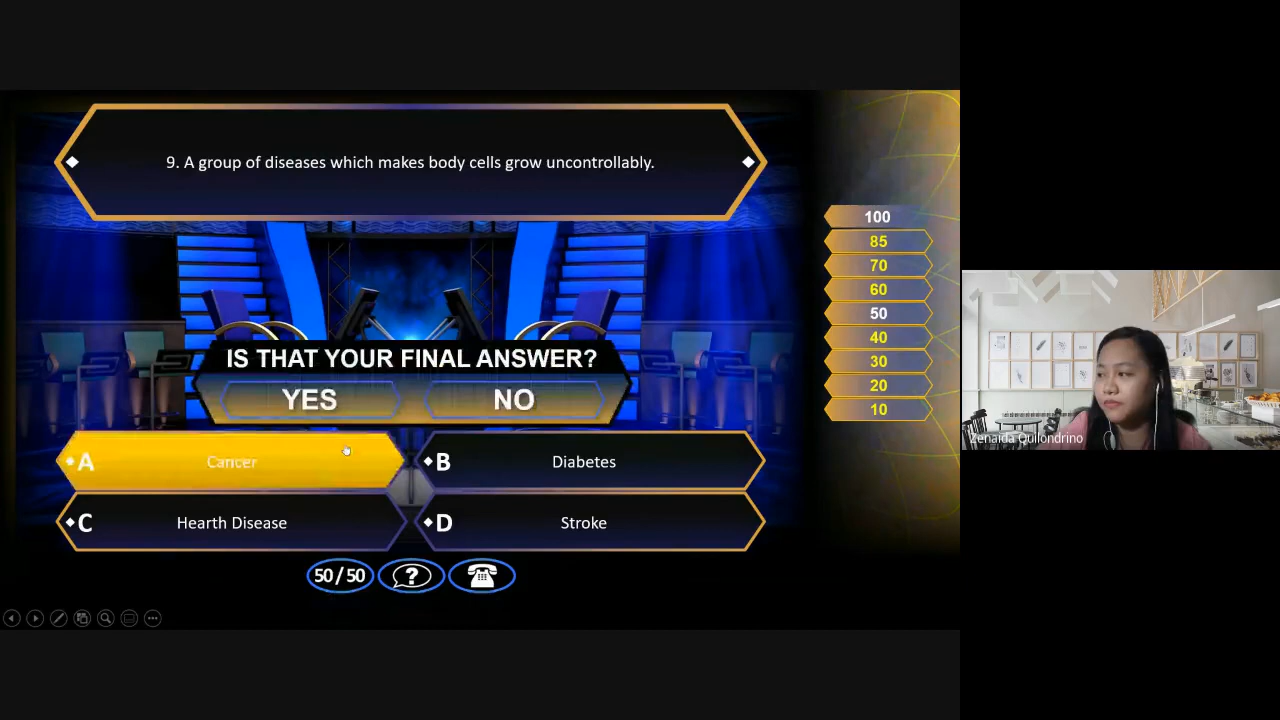 9. A group of diseases which makes body cells grow uncontrollably.
100
85
70
60
50
40
30
20
10
IS THAT YOUR FINAL ANSWER?
YES NO
A Cancer
B Diabetes
C Hearth Disease
D Stroke
50/50 ?
Zenaida Quilondrino